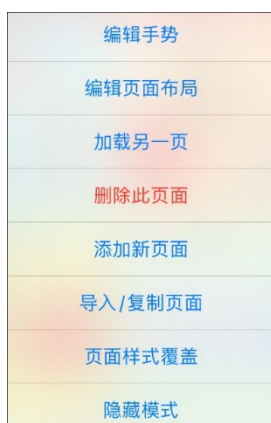 编辑手势
编辑页面布局
加载另一页
删除此页面
添加新页面
导入/复制页面
页面样式覆盖
隐藏模式